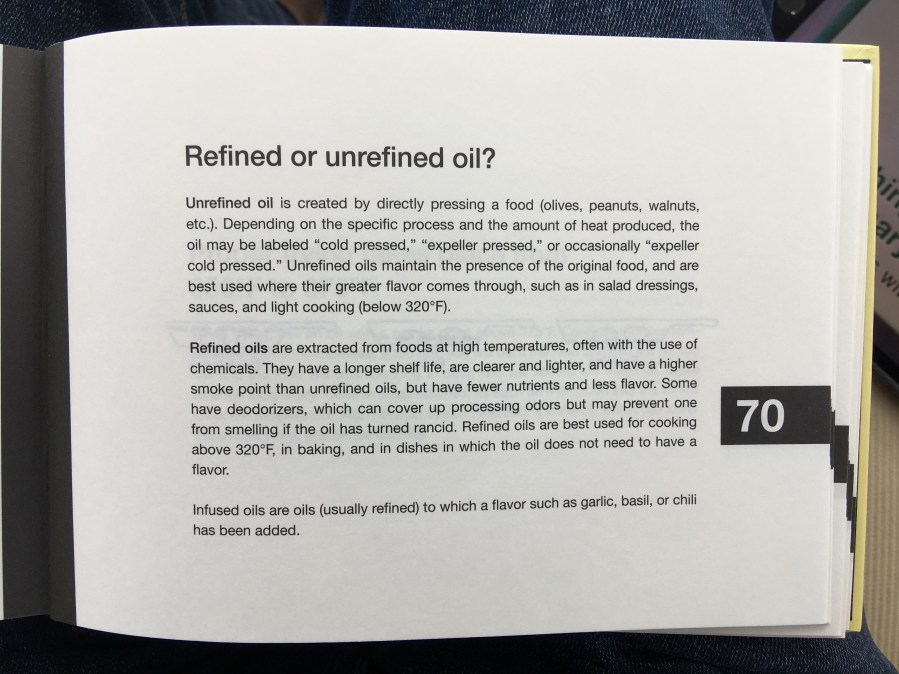 Refined or unrefined oil?
Unrefined oil is created by directly pressing a food (olives, peanuts, walnuts,
etc.). Depending on the specific process and the amount of heat produced, the
oil may be labeled “cold pressed,” “expeller pressed,” or occasionally “expeller
cold pressed.” Unrefined oils maintain the presence of the original food, and are
best used where their greater flavor comes through, such as in salad dressings,
sauces, and light cooking (below 320°F).
Refined oils are extracted from foods at high temperatures, often with the use of
chemicals. They have a longer shelf life, are clearer and lighter, and have a higher
smoke point than unrefined oils, but have fewer nutrients and less flavor. Some
have deodorizers, which can cover up processing odors but may prevent one
from smelling if the oil has turned rancid. Refined oils are best used for cooking
above 320°F, in baking, and in dishes in which the oil does not need to have a
flavor.
Infused oils are oils (usually refined) to which a flavor such as garlic, basil, or chili
has been added.
70